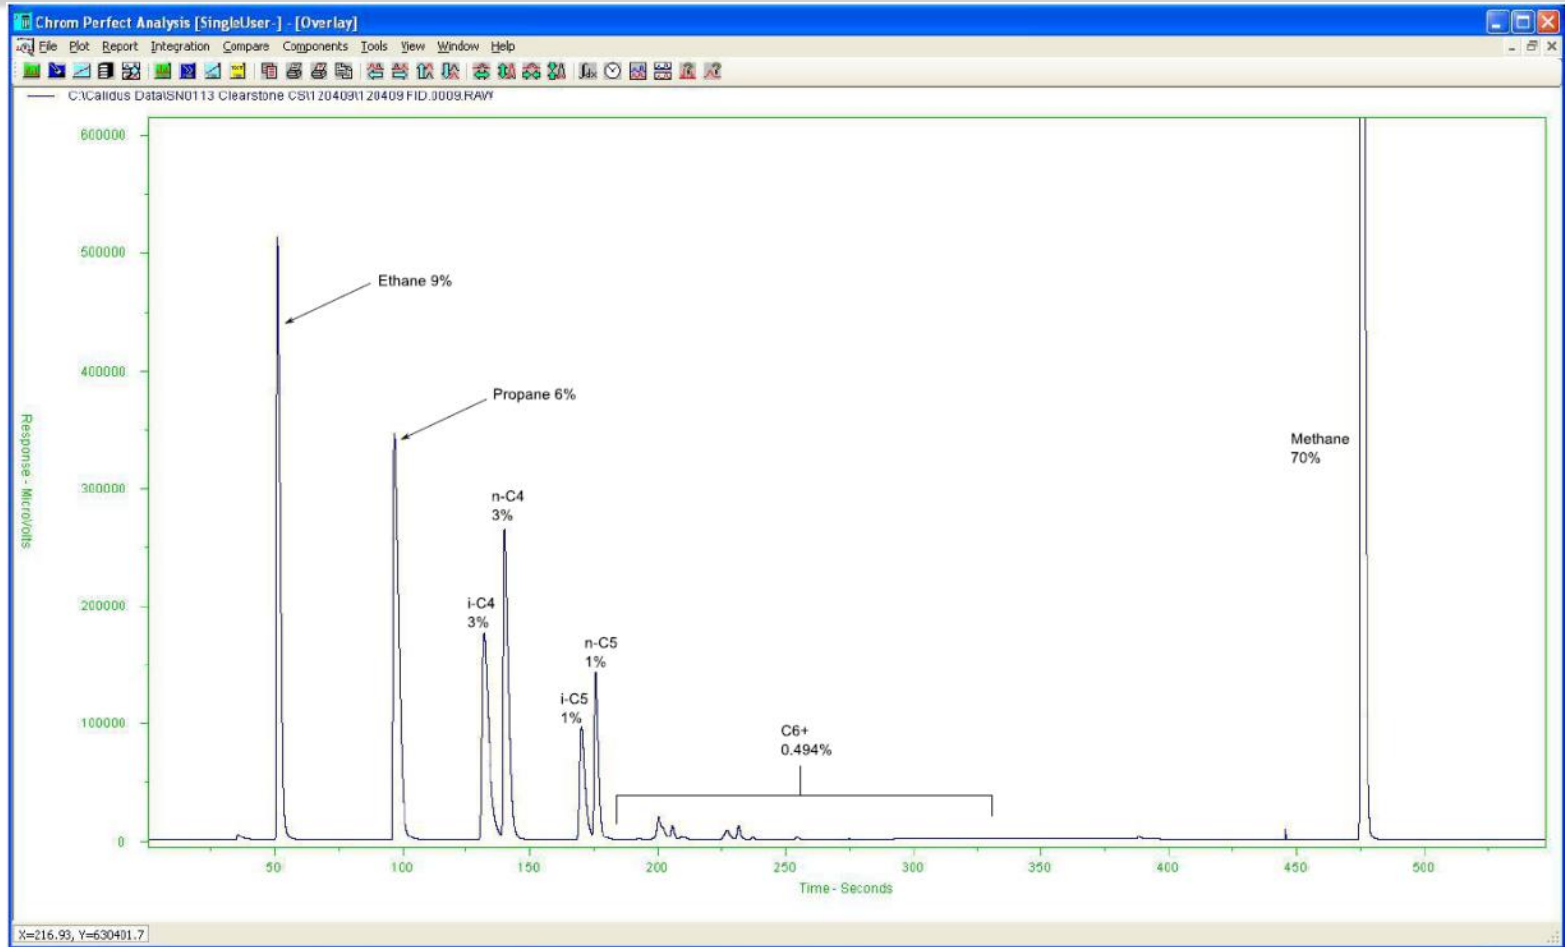 Chrom Perfect Analysis [SingleUser-] - [Overlay]
File Plot Report Integration Compare Components Tools View Window Help
C:\Calidus Data\SN0113 Clearstone CS\120409\120409 FID.0009.RAW
600000
500000
Ethane 9%
400000
Propane 6%
Methane
70%
300000
n-C4
3%
200000
i-C4
3%
n-C5
1%
i-C5
1%
100000
C6+
0.494%
0
Response - MicroVolts
50 100 150 200 250 300 350 400 450 500
Time - Seconds
X=216.93, Y=630401.7